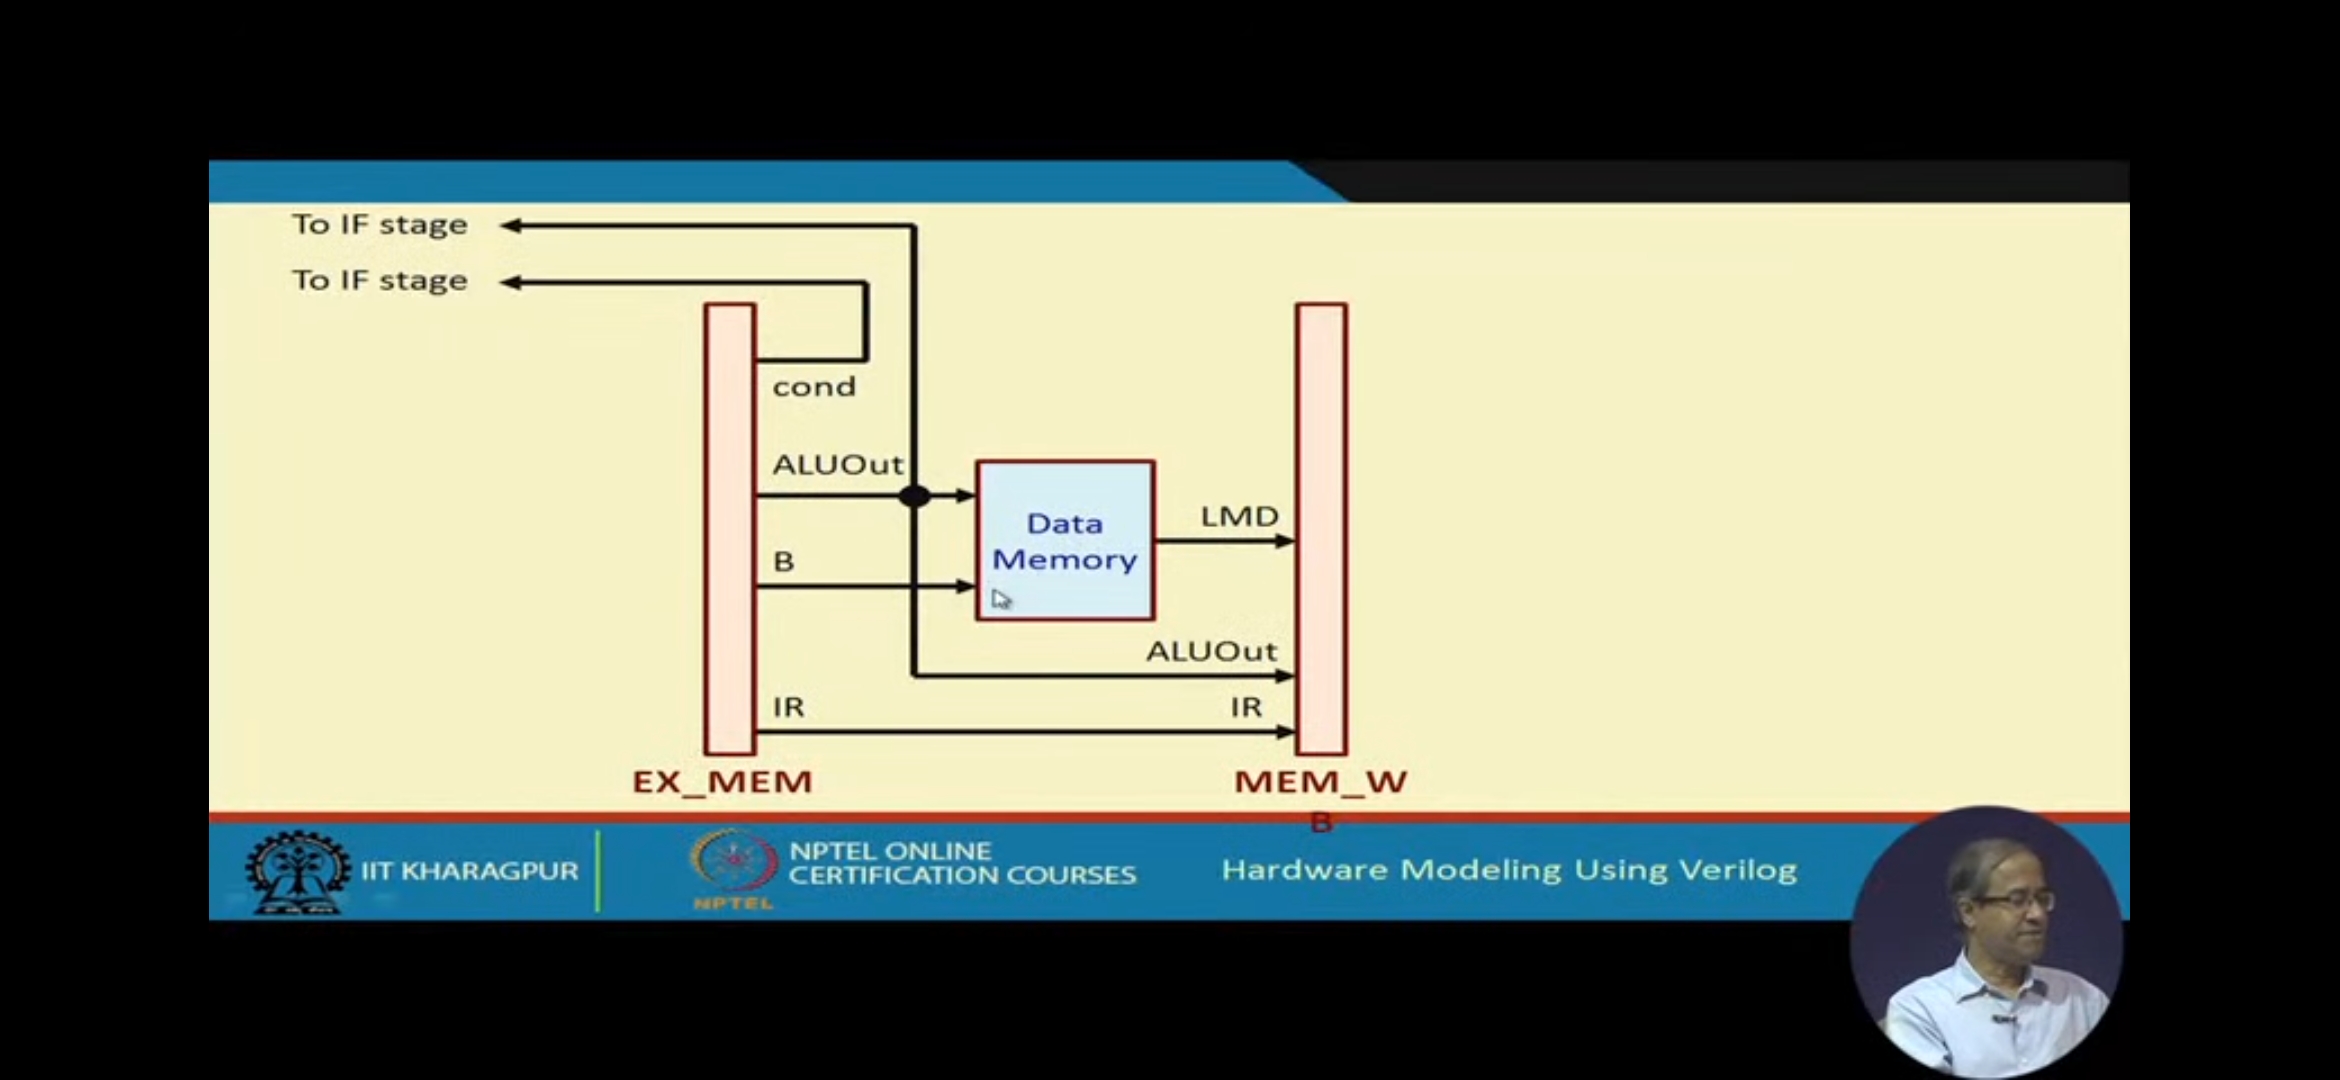 To IF stage
To IF stage
cond
ALUOut
Data
Memory
LMD
B
ALUOut
IR
IR
EX_MEM
MEM_W
B
IIT KHARAGPUR
NPTEL
NPTEL ONLINE
CERTIFICATION COURSES
Hardware Modeling Using Verilog